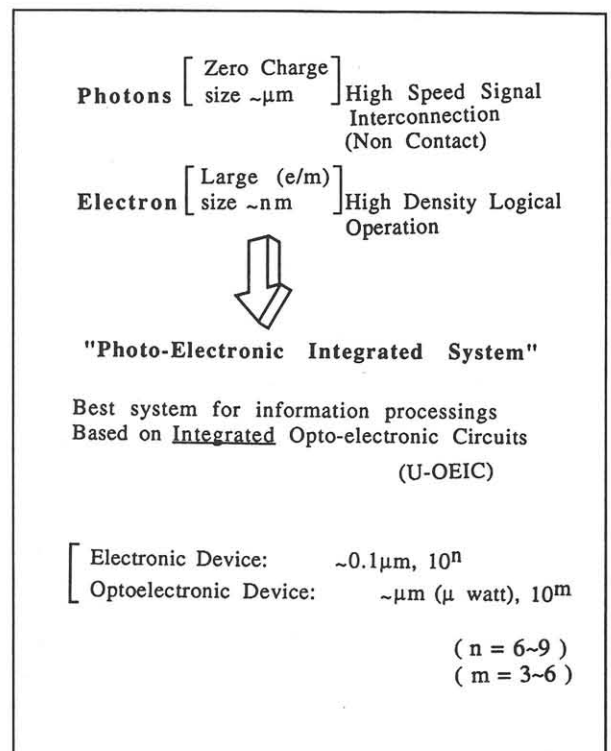 Zero Charge
Photons size ~μm High Speed Signal
Interconnection
(Non Contact)
Large (e/m)
Electron size ~nm High Density Logical
Operation
"Photo-Electronic Integrated System"
Best system for information processings
Based on Integrated Opto-electronic Circuits
(U-OEIC)
Electronic Device: ~0.1μm, 10ⁿ
Optoelectronic Device: ~μm (μ watt), 10ᵐ
( n = 6~9 )
( m = 3~6 )